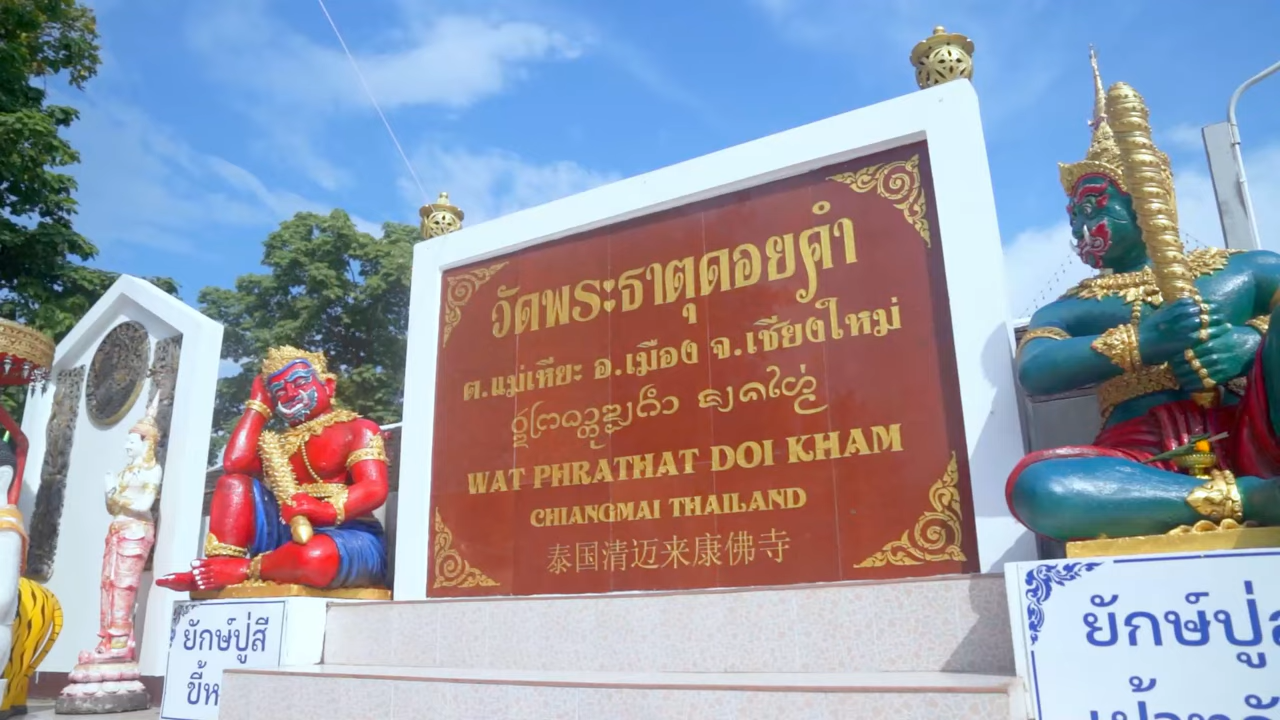 วัดพระธาตุดอยคำ
ต.แม่เหียะ อ.เมือง จ.เชียงใหม่
WAT PHRATHAT DOI KHAM
CHIANGMAI THAILAND
泰国清迈来康佛寺
ยักษ์ปู่สี
ยักษ์ปู่